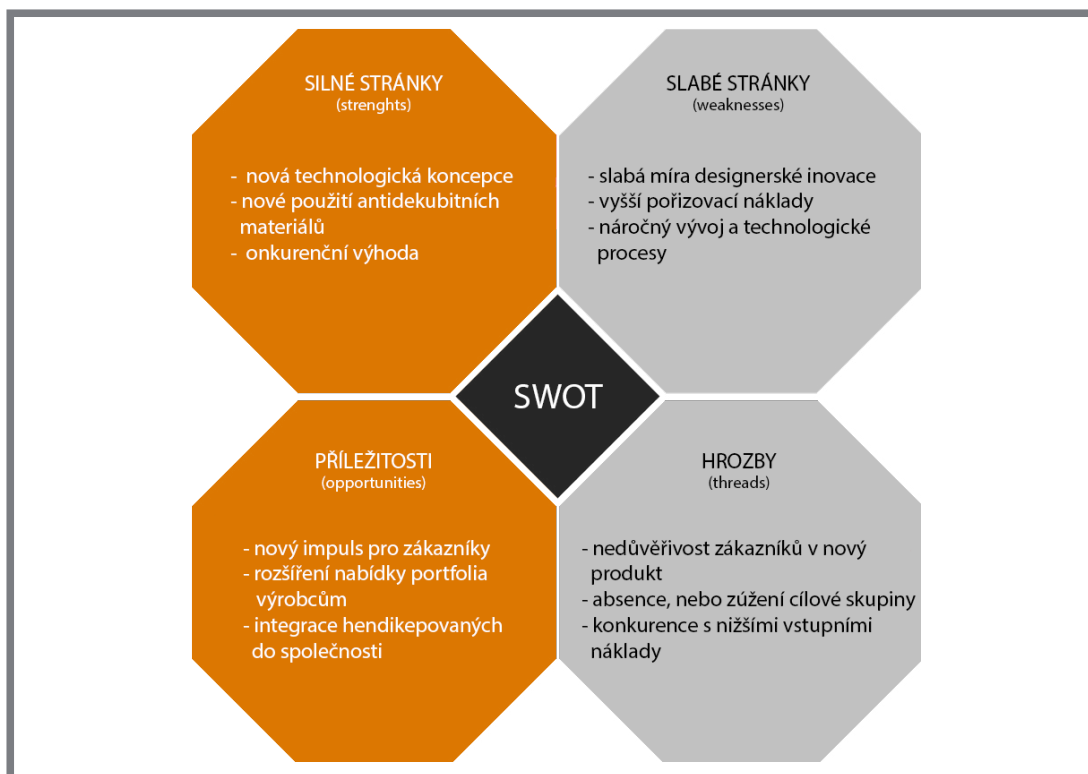 SILNÉ STRÁNKY
(strenghts)
- nová technologická koncepce
- nové použití antidekubitních
materiálů
- onkurenční výhoda
SLABÉ STRÁNKY
(weaknesses)
- slabá míra designerské inovace
- vyšší pořizovací náklady
- náročný vývoj a technologické
procesy
SWOT
PŘÍLEŽITOSTI
(opportunities)
- nový impuls pro zákazníky
- rozšíření nabídky portfolia
výrobcům
- integrace hendikepovaných
do společnosti
HROZBY
(threads)
- nedůvěřivost zákazníků v nový
produkt
- absence, nebo zúžení cílové skupiny
- konkurence s nižšími vstupními
náklady